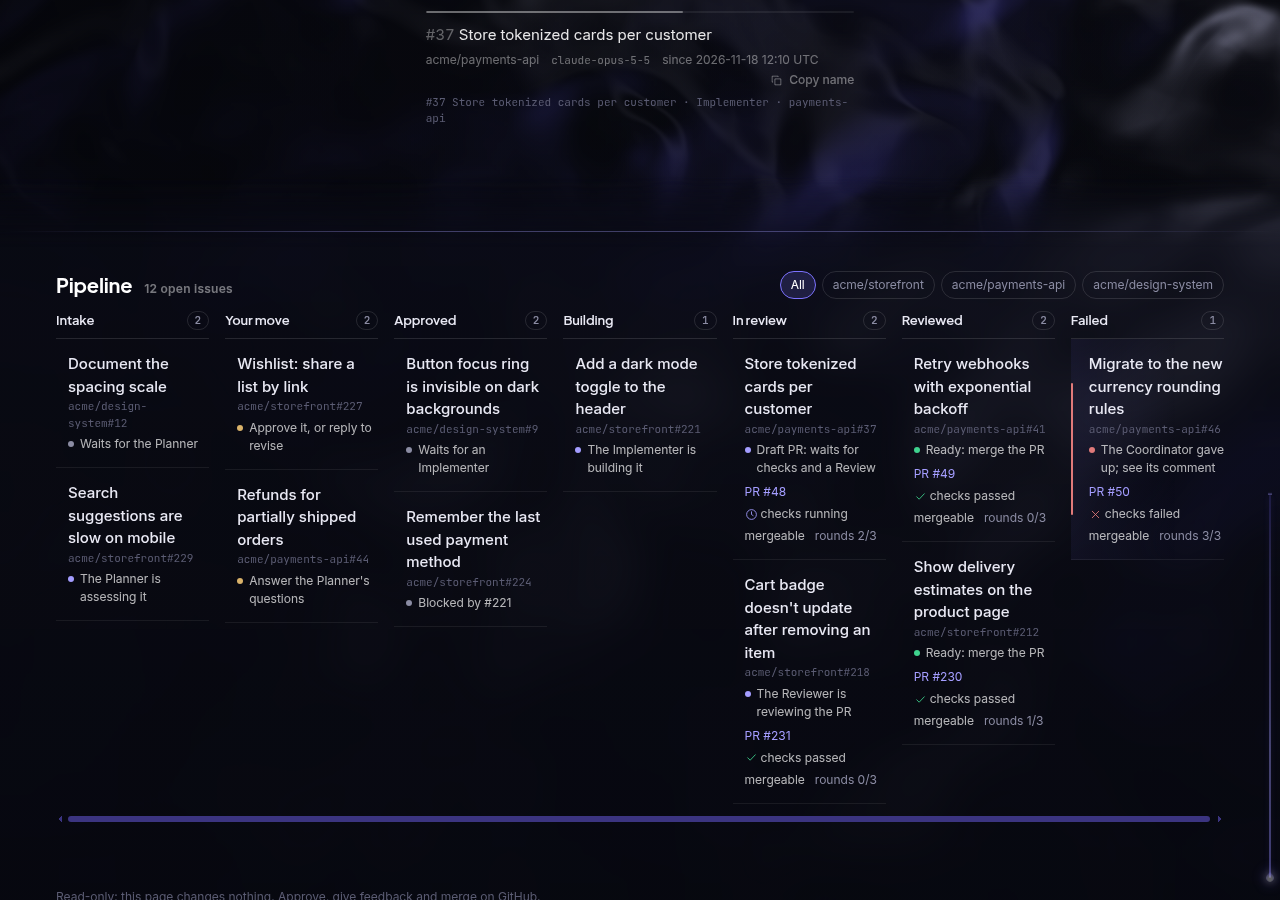 #37 Store tokenized cards per customer
acme/payments-api claude-opus-5-5 since 2026-11-18 12:10 UTC
Copy name
#37 Store tokenized cards per customer · Implementer · payments-
api
Pipeline 12 open issues
All acme/storefront acme/payments-api acme/design-system
Intake 2
Document the
spacing scale
acme/design-
system#12
Waits for the Planner
Search
suggestions are
slow on mobile
acme/storefront#229
The Planner is
assessing it
Your move 2
Wishlist: share a
list by link
acme/storefront#227
Approve it, or reply to
revise
Refunds for
partially shipped
orders
acme/payments-api#44
Answer the Planner's
questions
Approved 2
Button focus ring
is invisible on dark
backgrounds
acme/design-system#9
Waits for an
Implementer
Remember the last
used payment
method
acme/storefront#224
Blocked by #221
Building 1
Add a dark mode
toggle to the
header
acme/storefront#221
The Implementer is
building it
In review 2
Store tokenized
cards per
customer
acme/payments-api#37
Draft PR: waits for
checks and a Review
PR #48
checks running
mergeable rounds 2/3
Cart badge
doesn't update
after removing an
item
acme/storefront#218
The Reviewer is
reviewing the PR
PR #231
checks passed
mergeable rounds 0/3
Reviewed 2
Retry webhooks
with exponential
backoff
acme/payments-api#41
Ready: merge the PR
PR #49
checks passed
mergeable rounds 0/3
Show delivery
estimates on the
product page
acme/storefront#212
Ready: merge the PR
PR #230
checks passed
mergeable rounds 1/3
Failed 1
Migrate to the new
currency rounding
rules
acme/payments-api#46
The Coordinator gave
up; see its comment
PR #50
checks failed
mergeable rounds 3/3
Read-only: this page changes nothing. Approve, give feedback and merge on GitHub.